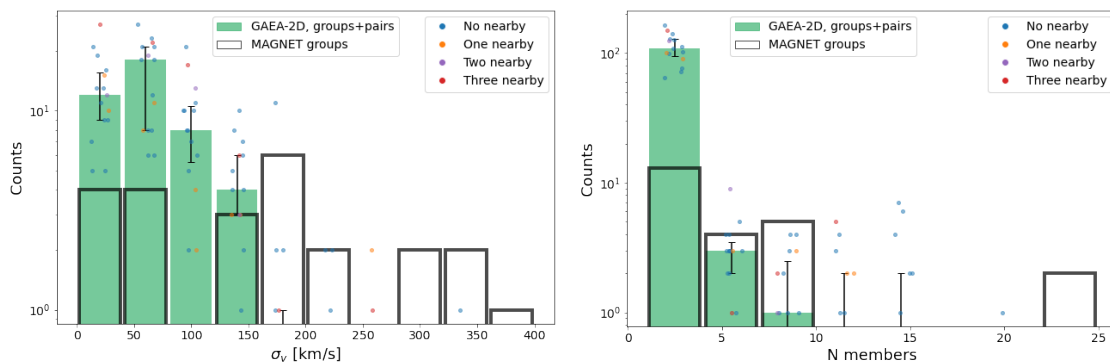 GAEA-2D, groups+pairs
MAGNET groups
No nearby
One nearby
Two nearby
Three nearby
Counts
10¹
10⁰
0
50
100
150
200
250
300
350
400
σᵥ [km/s]
GAEA-2D, groups+pairs
MAGNET groups
No nearby
One nearby
Two nearby
Three nearby
Counts
10²
10¹
10⁰
0
5
10
15
20
25
N members